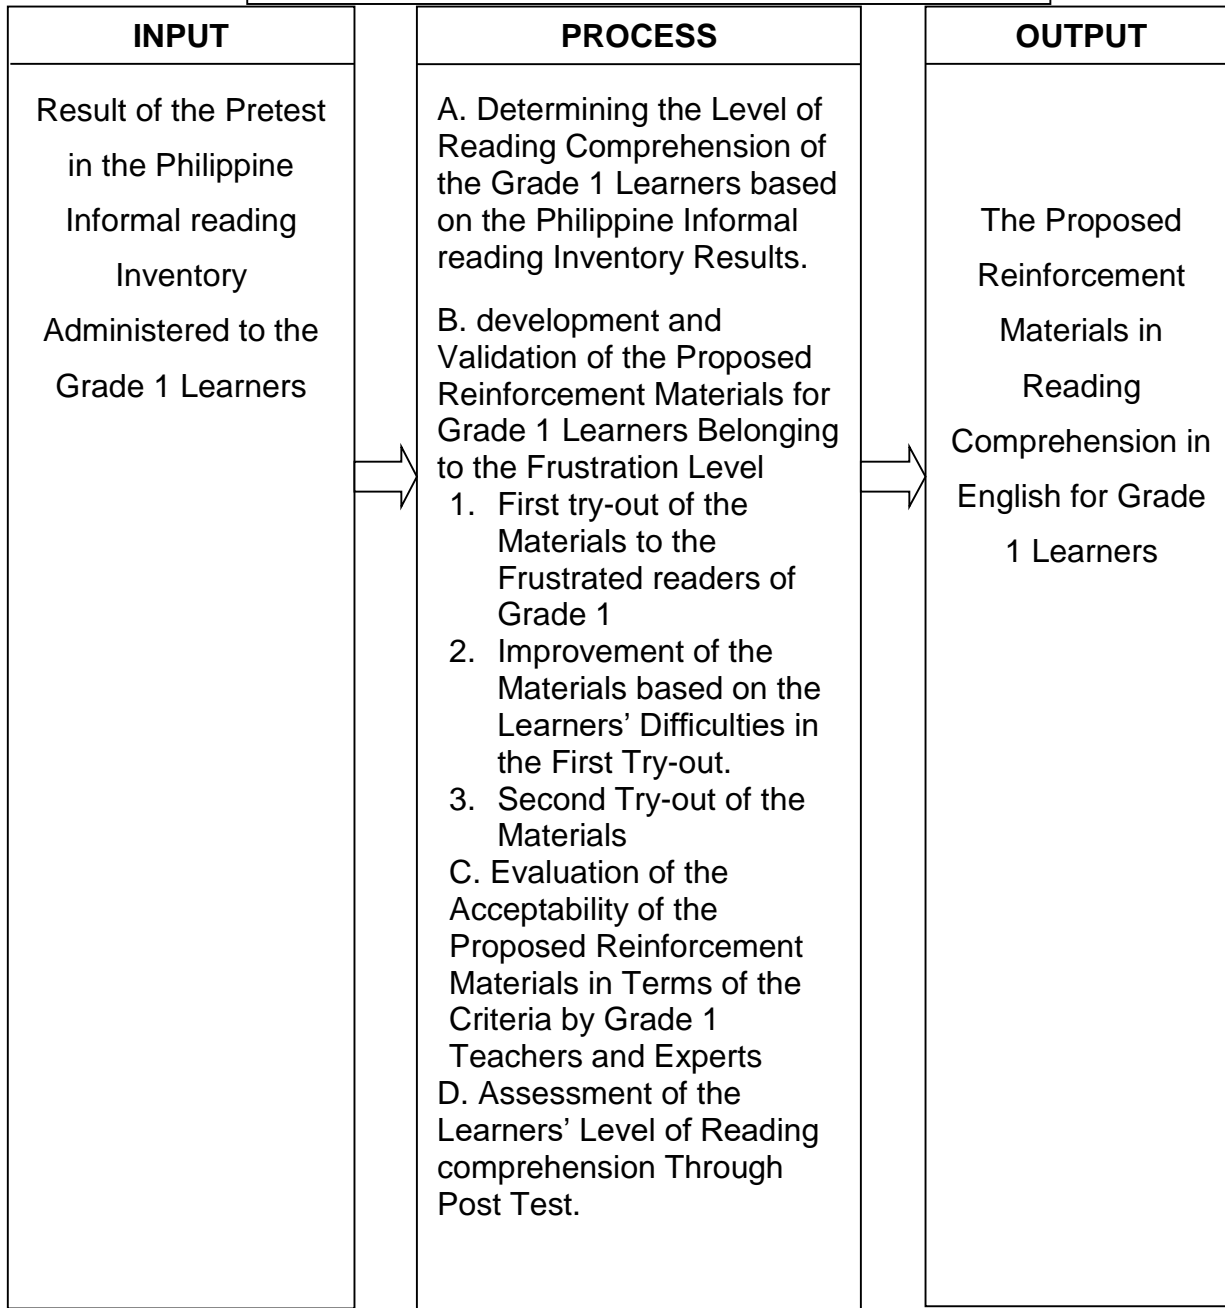 INPUT
Result of the Pretest
in the Philippine
Informal reading
Inventory
Administered to the
Grade 1 Learners
PROCESS
A. Determining the Level of
Reading Comprehension of
the Grade 1 Learners based
on the Philippine Informal
reading Inventory Results.
B. development and
Validation of the Proposed
Reinforcement Materials for
Grade 1 Learners Belonging
to the Frustration Level
1. First try-out of the
Materials to the
Frustrated readers of
Grade 1
2. Improvement of the
Materials based on the
Learners’ Difficulties in
the First Try-out.
3. Second Try-out of the
Materials
C. Evaluation of the
Acceptability of the
Proposed Reinforcement
Materials in Terms of the
Criteria by Grade 1
Teachers and Experts
D. Assessment of the
Learners’ Level of Reading
comprehension Through
Post Test.
OUTPUT
The Proposed
Reinforcement
Materials in
Reading
Comprehension in
English for Grade
1 Learners